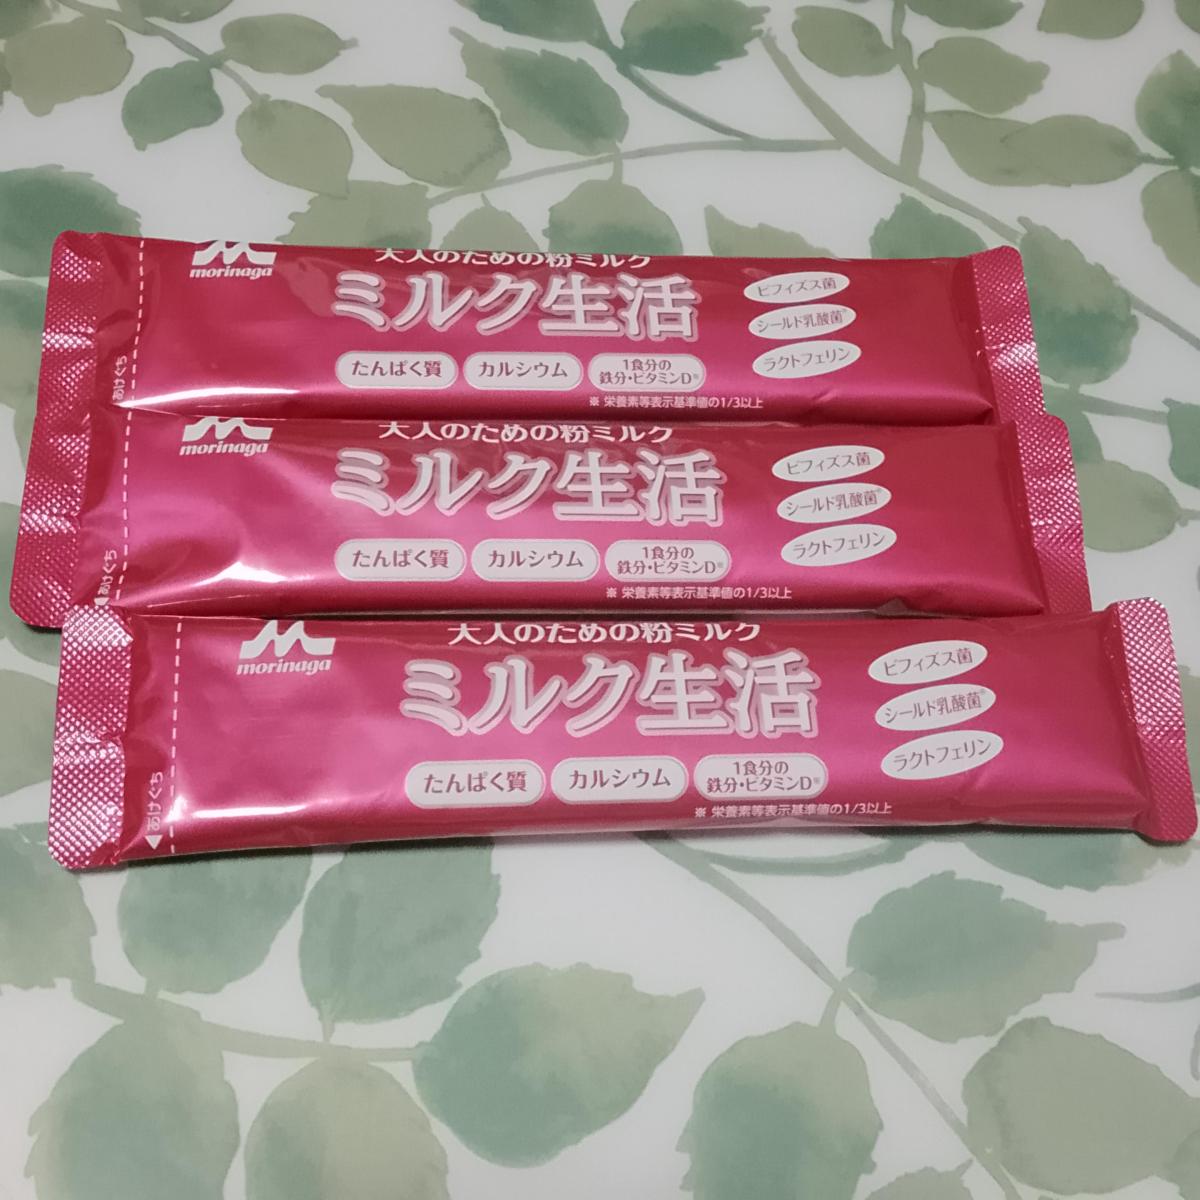 morinaga
大人のための粉ミルク
ミルク生活
たんぱく質
カルシウム
1食分の
鉄分・ビタミンD※
※ 栄養素等表示基準値の1/3以上
ビフィズス菌
シールド乳酸菌®
ラクトフェリン
あけぐち
morinaga
大人のための粉ミルク
ミルク生活
たんぱく質
カルシウム
1食分の
鉄分・ビタミンD※
※ 栄養素等表示基準値の1/3以上
ビフィズス菌
シールド乳酸菌®
ラクトフェリン
◀あけぐち
morinaga
大人のための粉ミルク
ミルク生活
たんぱく質
カルシウム
1食分の
鉄分・ビタミンD※
※ 栄養素等表示基準値の1/3以上
ビフィズス菌
シールド乳酸菌®
ラクトフェリン
◀あけぐち